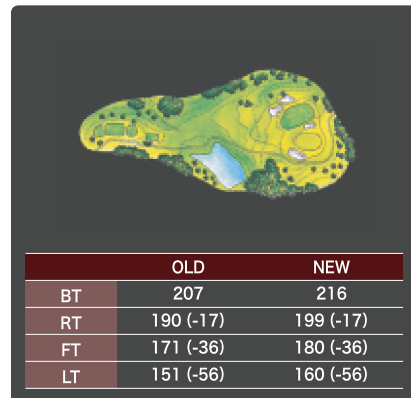 OLD NEW
BT 207 216
RT 190 (-17) 199 (-17)
FT 171 (-36) 180 (-36)
LT 151 (-56) 160 (-56)